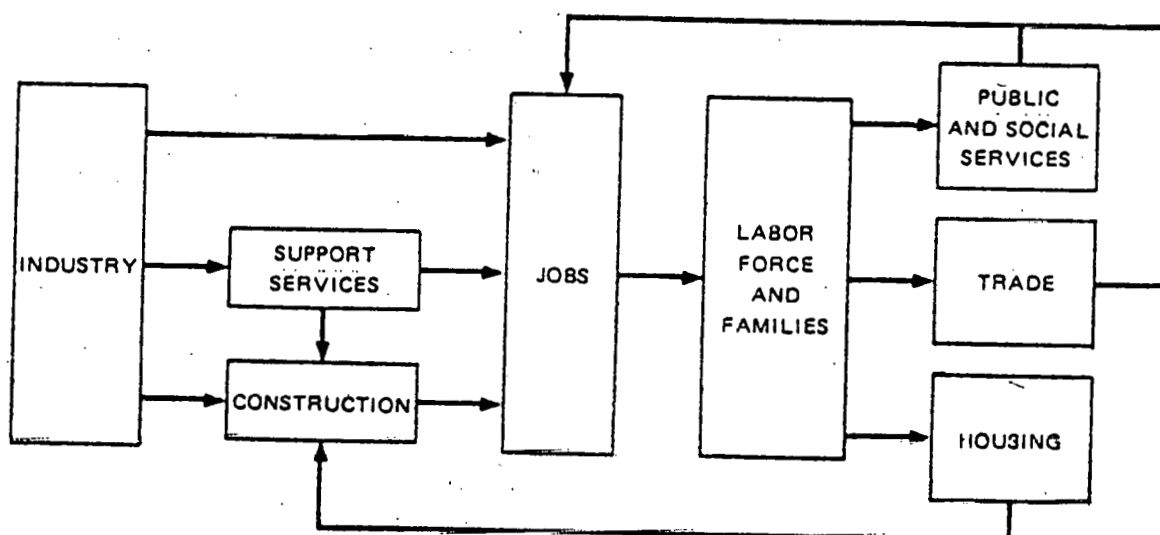 PUBLIC
AND SOCIAL
SERVICES
INDUSTRY
SUPPORT
SERVICES
JOBS
LABOR
FORCE
AND
FAMILIES
TRADE
CONSTRUCTION
HOUSING